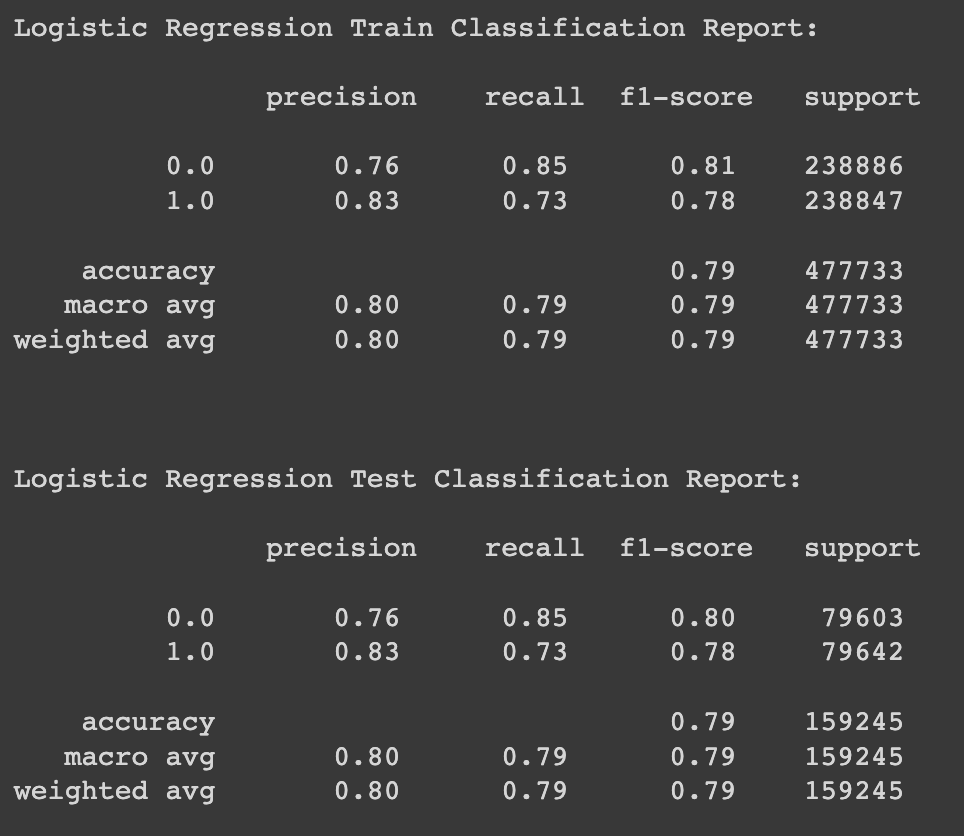 Logistic Regression Train Classification Report:
precision recall f1-score support
0.0 0.76 0.85 0.81 238886
1.0 0.83 0.73 0.78 238847
accuracy 0.79 477733
macro avg 0.80 0.79 0.79 477733
weighted avg 0.80 0.79 0.79 477733
Logistic Regression Test Classification Report:
precision recall f1-score support
0.0 0.76 0.85 0.80 79603
1.0 0.83 0.73 0.78 79642
accuracy 0.79 159245
macro avg 0.80 0.79 0.79 159245
weighted avg 0.80 0.79 0.79 159245